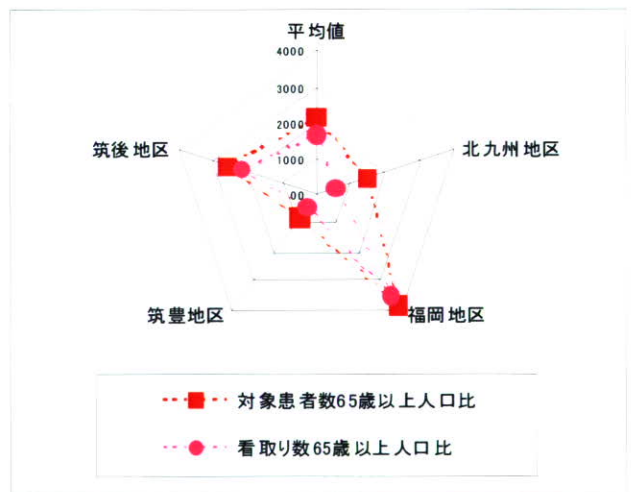 平均値
4000
3000
2000
1000
00
筑後地区
北九州地区
筑豊地区
福岡地区
対象患者数65歳以上人口比
看取り数65歳以上人口比